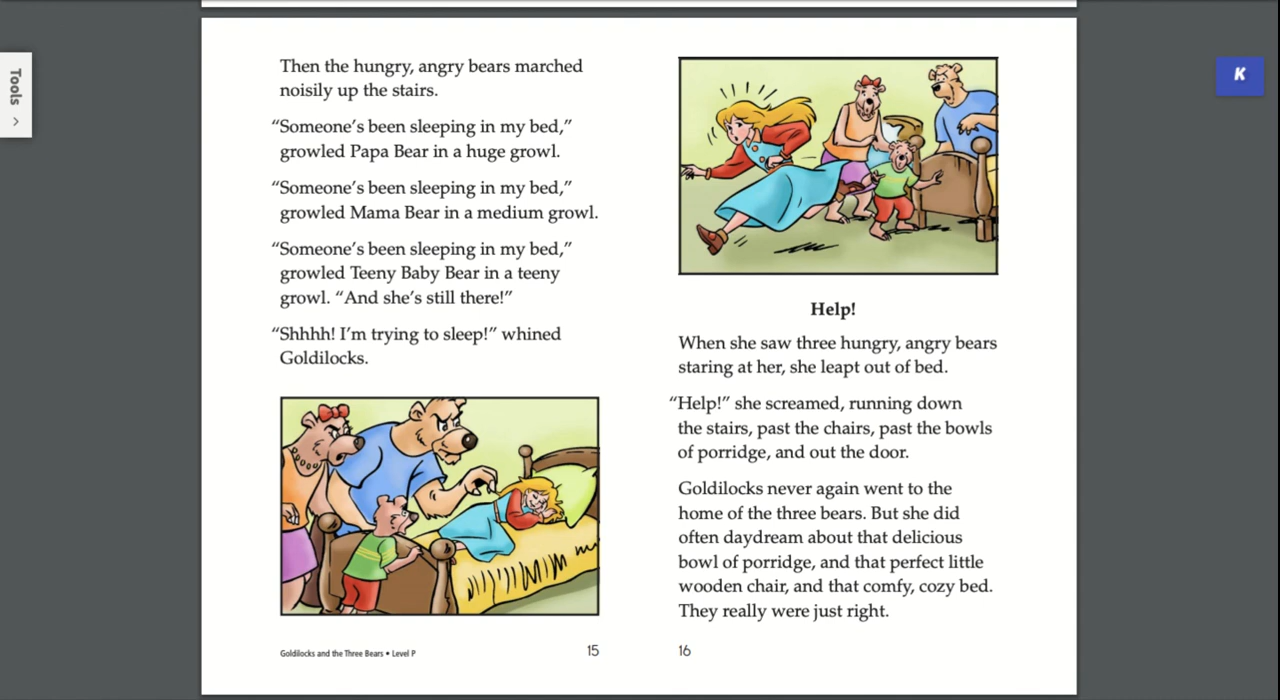 Tools
K
Then the hungry, angry bears marched
noisily up the stairs.
“Someone’s been sleeping in my bed,”
growled Papa Bear in a huge growl.
“Someone’s been sleeping in my bed,”
growled Mama Bear in a medium growl.
“Someone’s been sleeping in my bed,”
growled Teeny Baby Bear in a teeny
growl. “And she’s still there!”
“Shhhh! I’m trying to sleep!” whined
Goldilocks.
Goldilocks and the Three Bears • Level P
15
Help!
When she saw three hungry, angry bears
staring at her, she leapt out of bed.
“Help!” she screamed, running down
the stairs, past the chairs, past the bowls
of porridge, and out the door.
Goldilocks never again went to the
home of the three bears. But she did
often daydream about that delicious
bowl of porridge, and that perfect little
wooden chair, and that comfy, cozy bed.
They really were just right.
16